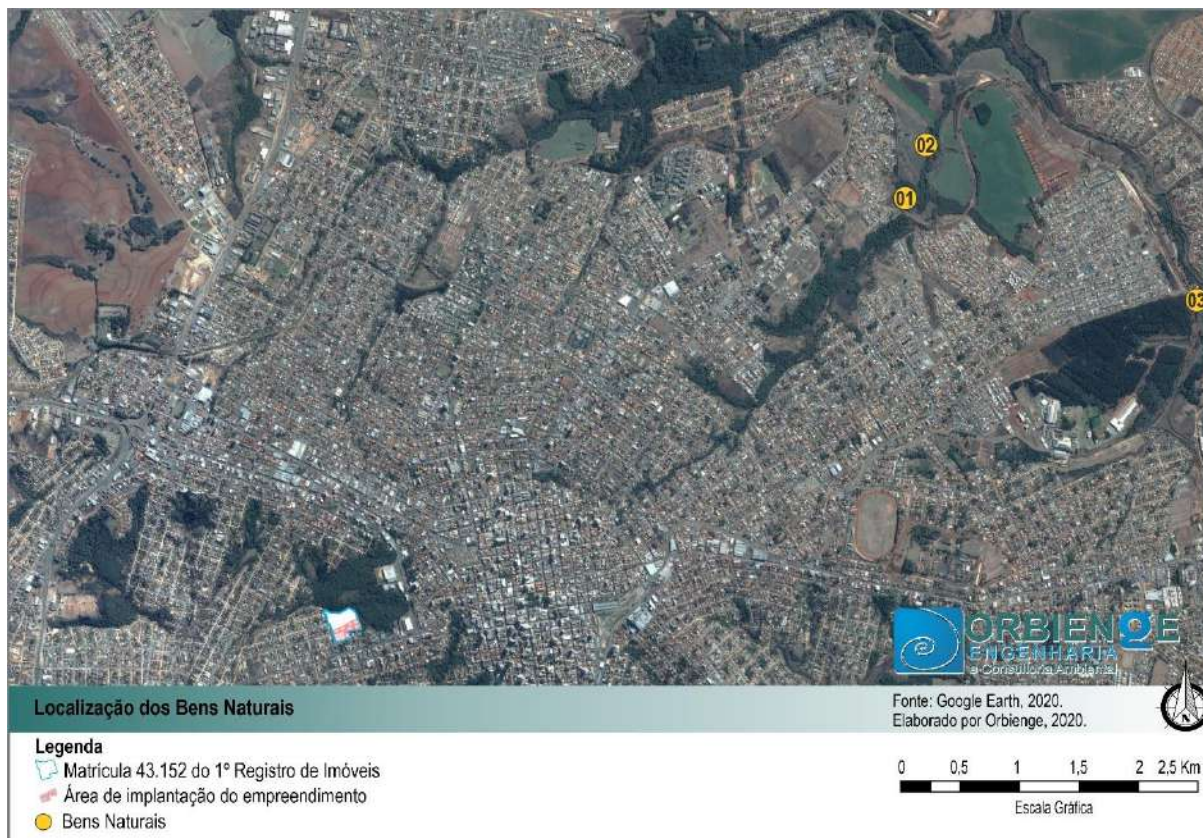 02
01
03
ORBIENGE
ENGENHARIA
e Consultoria Ambiental
Localização dos Bens Naturais
Fonte: Google Earth, 2020.
Elaborado por Orbienge, 2020.
N
Legenda
Matrícula 43.152 do 1º Registro de Imóveis
Área de implantação do empreendimento
Bens Naturais
0 0,5 1 1,5 2 2,5 Km
Escala Gráfica